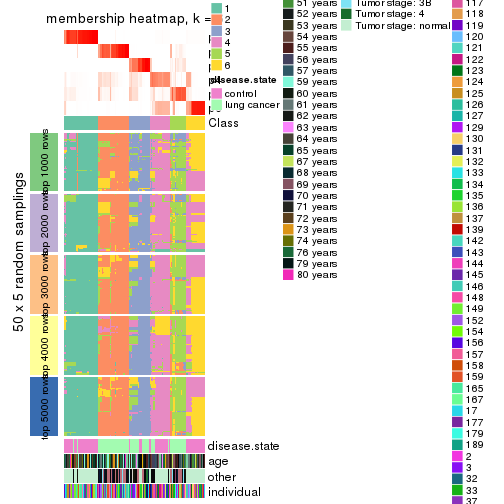 membership heatmap, k =
1
2
3
4
5
6
disease.state
control
lung cancer
Class
50 x 5 random samplings
top 1000 rows
top 2000 rows
top 3000 rows
top 4000 rows
top 5000 rows
disease.state
age
other
individual
51 years
52 years
53 years
54 years
55 years
56 years
57 years
59 years
60 years
61 years
62 years
63 years
64 years
65 years
67 years
68 years
69 years
70 years
71 years
72 years
73 years
74 years
76 years
79 years
80 years
Tumor stage: 3B
Tumor stage: 4
Tumor stage: normal
117
118
119
120
121
122
123
124
125
126
127
129
130
131
132
133
134
135
136
137
139
142
143
144
145
146
148
149
152
154
156
157
158
159
165
167
17
177
179
189
2
3
32
33
37